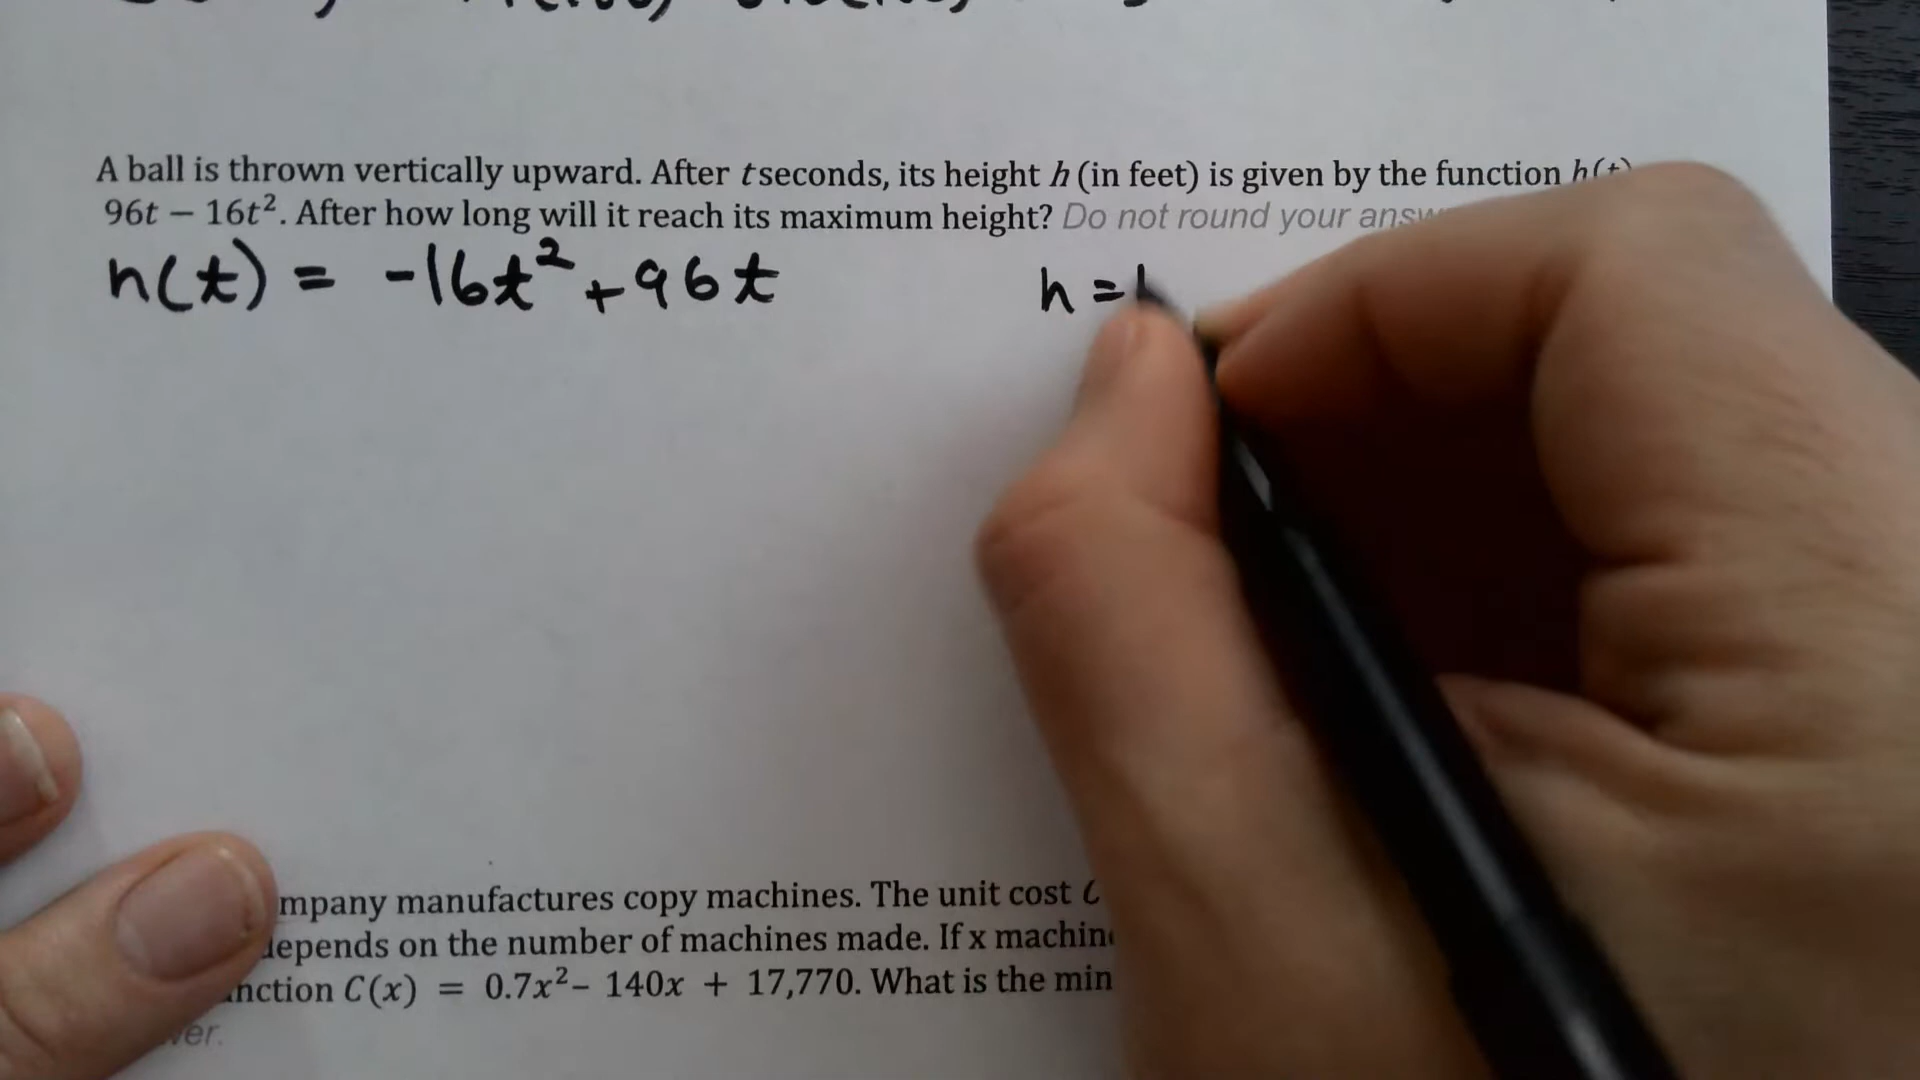 A ball is thrown vertically upward. After t seconds, its height h (in feet) is given by the function h(t)
96t − 16t². After how long will it reach its maximum height? Do not round your
h(t) = -16t² + 96t h =
mpany manufactures copy machines. The unit cost C
depends on the number of machines made. If x
nction C(x) = 0.7x² – 140x + 17,770. What is the min
er.